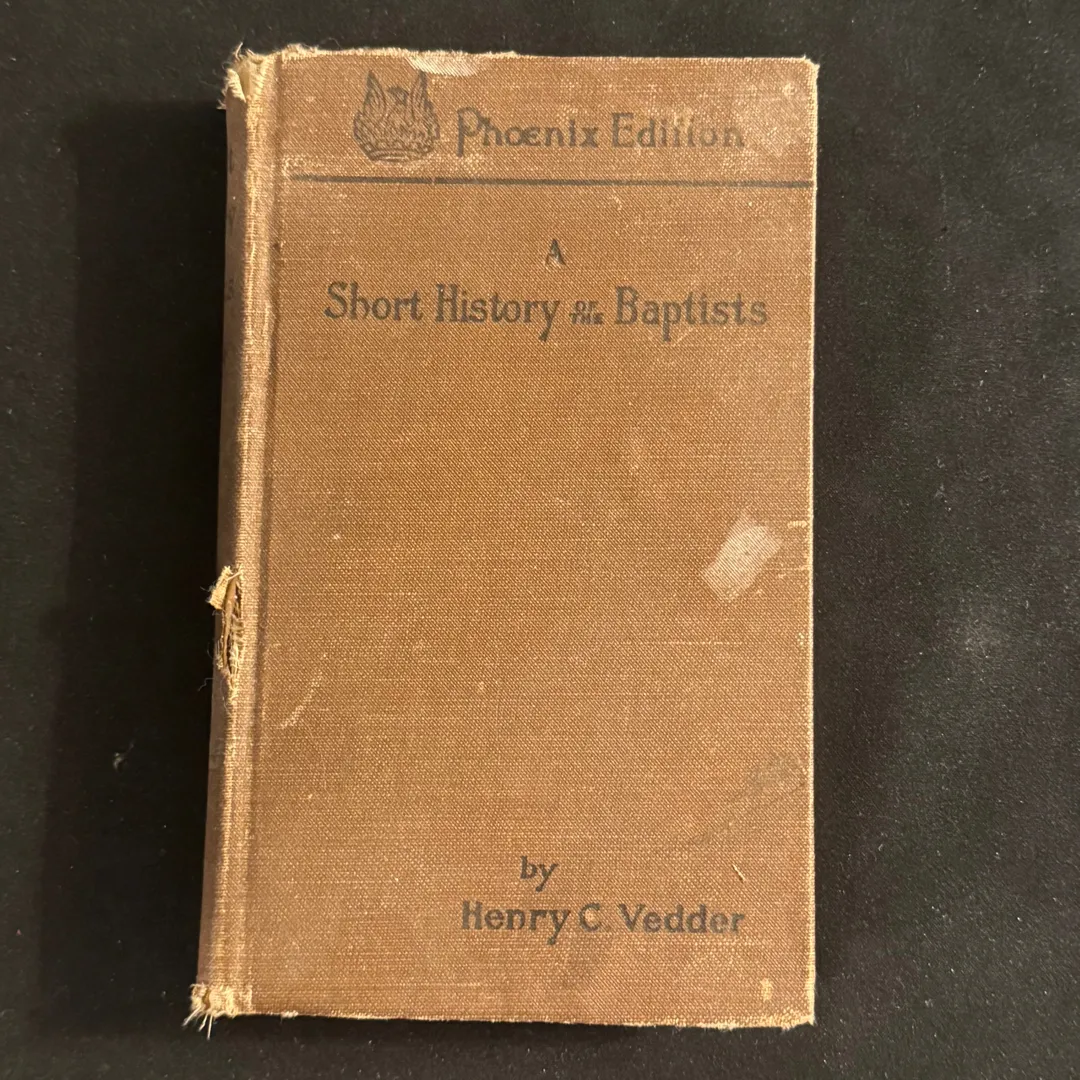 Phoenix Edition
A
Short History of the Baptists
by
Henry C. Vedder